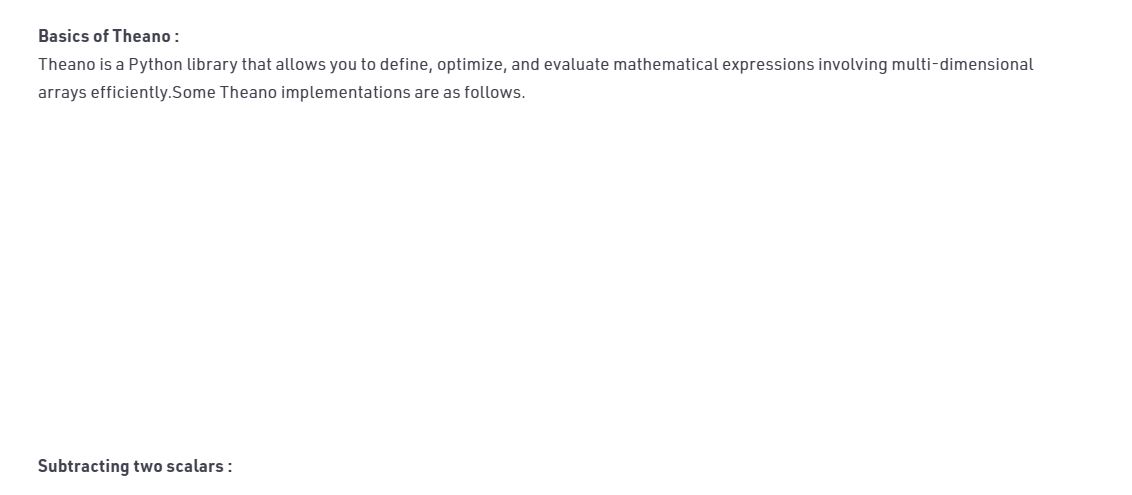 Basics of Theano :
Theano is a Python library that allows you to define, optimize, and evaluate mathematical expressions involving multi-dimensional
arrays efficiently.Some Theano implementations are as follows.
Subtracting two scalars :